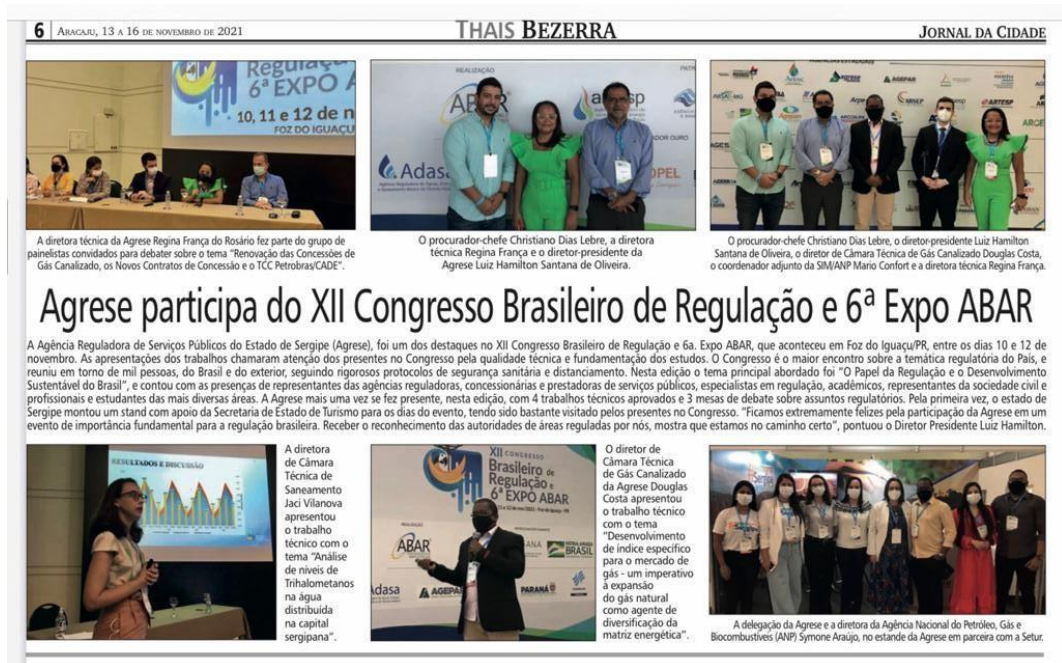 6 ARACAJU, 13 A 16 DE NOVEMBRO DE 2021
THAIS BEZERRA
JORNAL DA CIDADE
Regulação
6ª EXPO A
10, 11 e 12 de n
FOZ DO IGUAÇU
A diretora técnica da Agrese Regina França do Rosário fez parte do grupo de
painelistas convidados para debater sobre o tema “Renovação das Concessões de
Gás Canalizado, os Novos Contratos de Concessão e o TCC Petrobras/CADE”.
REALIZAÇÃO
ABAR
Adasa
O procurador-chefe Christiano Dias Lebre, a diretora
técnica Regina França e o diretor-presidente da
Agrese Luiz Hamilton Santana de Oliveira.
AGEPAR
ARTESP
O procurador-chefe Christiano Dias Lebre, o diretor-presidente Luiz Hamilton
Santana de Oliveira, o diretor de Câmara Técnica de Gás Canalizado Douglas Costa,
o coordenador adjunto da SIM/ANP Mario Confort e a diretora técnica Regina França.
Agrese participa do XII Congresso Brasileiro de Regulação e 6ª Expo ABAR
A Agência Reguladora de Serviços Públicos do Estado de Sergipe (Agrese), foi um dos destaques no XII Congresso Brasileiro de Regulação e 6a. Expo ABAR, que aconteceu em Foz do Iguaçu/PR, entre os dias 10 e 12 de
novembro. As apresentações dos trabalhos chamaram atenção dos presentes no Congresso pela qualidade técnica e fundamentação dos estudos. O Congresso é o maior encontro sobre a temática regulatória do País, e
reuniu em torno de mil pessoas, do Brasil e do exterior, seguindo rigorosos protocolos de segurança sanitária e distanciamento. Nesta edição o tema principal abordado foi “O Papel da Regulação e o Desenvolvimento
Sustentável do Brasil”, e contou com as presenças de representantes das agências reguladoras, concessionárias e prestadoras de serviços públicos, especialistas em regulação, acadêmicos, representantes da sociedade civil e
profissionais e estudantes das mais diversas áreas. A Agrese mais uma vez se fez presente, nesta edição, com 4 trabalhos técnicos aprovados e 3 mesas de debate sobre assuntos regulatórios. Pela primeira vez, o estado de
Sergipe montou um stand com apoio da Secretaria de Estado de Turismo para os dias do evento, tendo sido bastante visitado pelos presentes no Congresso. “Ficamos extremamente felizes pela participação da Agrese em um
evento de importância fundamental para a regulação brasileira. Receber o reconhecimento das autoridades de áreas reguladas por nós, mostra que estamos no caminho certo”, pontuou o Diretor Presidente Luiz Hamilton.
RESULTADOS E DISCUSSÃO
A diretora
de Câmara
Técnica de
Saneamento
Jaci Vilanova
apresentou
o trabalho
técnico com o
tema “Análise
de níveis de
Trihalometanos
na água
distribuída
na capital
sergipana”.
XII CONGRESSO
Brasileiro de
Regulação e
6ª EXPO ABAR
REALIZAÇÃO
ABAR
BRASIL
Adasa
AGEPAR
PARANÁ
O diretor de
Câmara Técnica
de Gás Canalizado
da Agrese Douglas
Costa apresentou
o trabalho técnico
com o tema
“Desenvolvimento
de índice específico
para o mercado de
gás - um imperativo
à expansão
do gás natural
como agente de
diversificação da
matriz energética”.
A delegação da Agrese e a diretora da Agência Nacional do Petróleo, Gás e
Biocombustíveis (ANP) Symone Araújo, no estande da Agrese em parceira com a Setur.